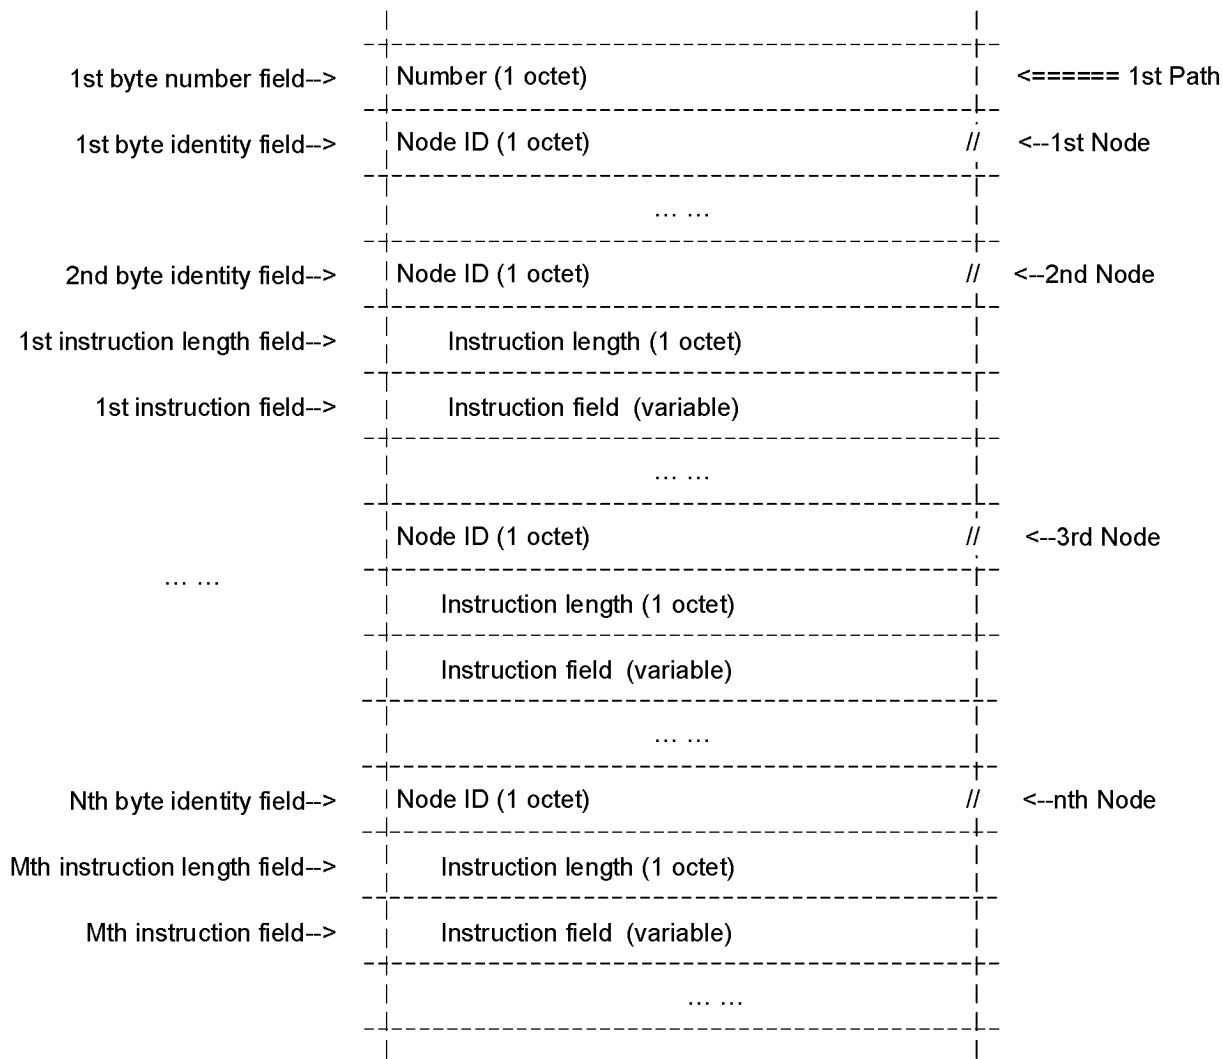 1st byte number field--> Number (1 octet) <====== 1st Path
1st byte identity field--> Node ID (1 octet) // <--1st Node
... ...
2nd byte identity field--> Node ID (1 octet) // <--2nd Node
1st instruction length field--> Instruction length (1 octet)
1st instruction field--> Instruction field (variable)
... ...
Node ID (1 octet) // <--3rd Node
... ...
Instruction length (1 octet)
Instruction field (variable)
... ...
Nth byte identity field--> Node ID (1 octet) // <--nth Node
Mth instruction length field--> Instruction length (1 octet)
Mth instruction field--> Instruction field (variable)
... ...